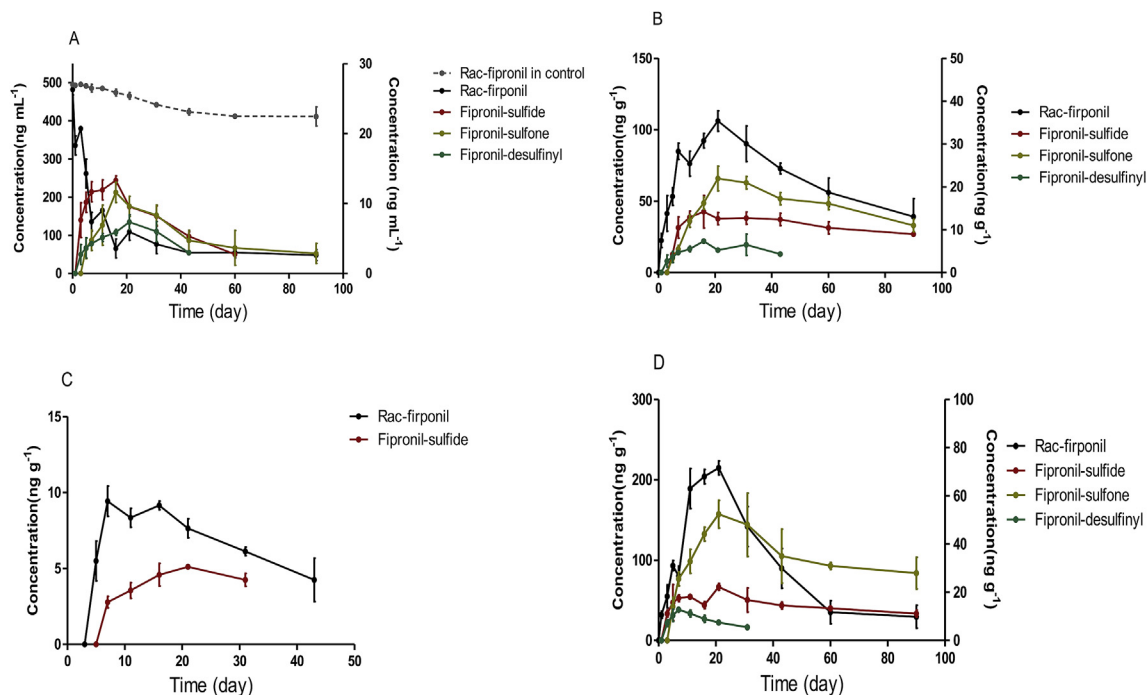 A
Concentration(ng mL-1)
500
400
300
200
100
0
0 20 40 60 80 100
Time (day)
30
20
10
0
Concentration (ng mL-1)
Rac-fipronil in control
Rac-firponil
Fipronil-sulfide
Fipronil-sulfone
Fipronil-desulfinyl
B
Concentration(ng g-1)
150
100
50
0
0 20 40 60 80 100
Time (day)
50
40
30
20
10
0
Concentration(ng g-1)
Rac-firponil
Fipronil-sulfide
Fipronil-sulfone
Fipronil-desulfinyl
C
Concentration(ng g-1)
15
10
5
0
0 10 20 30 40 50
Time (day)
Rac-firponil
Fipronil-sulfide
D
Concentration(ng g-1)
300
200
100
0
0 20 40 60 80 100
Time (day)
100
80
60
40
20
0
Concentration(ng g-1)
Rac-firponil
Fipronil-sulfide
Fipronil-sulfone
Fipronil-desulfinyl